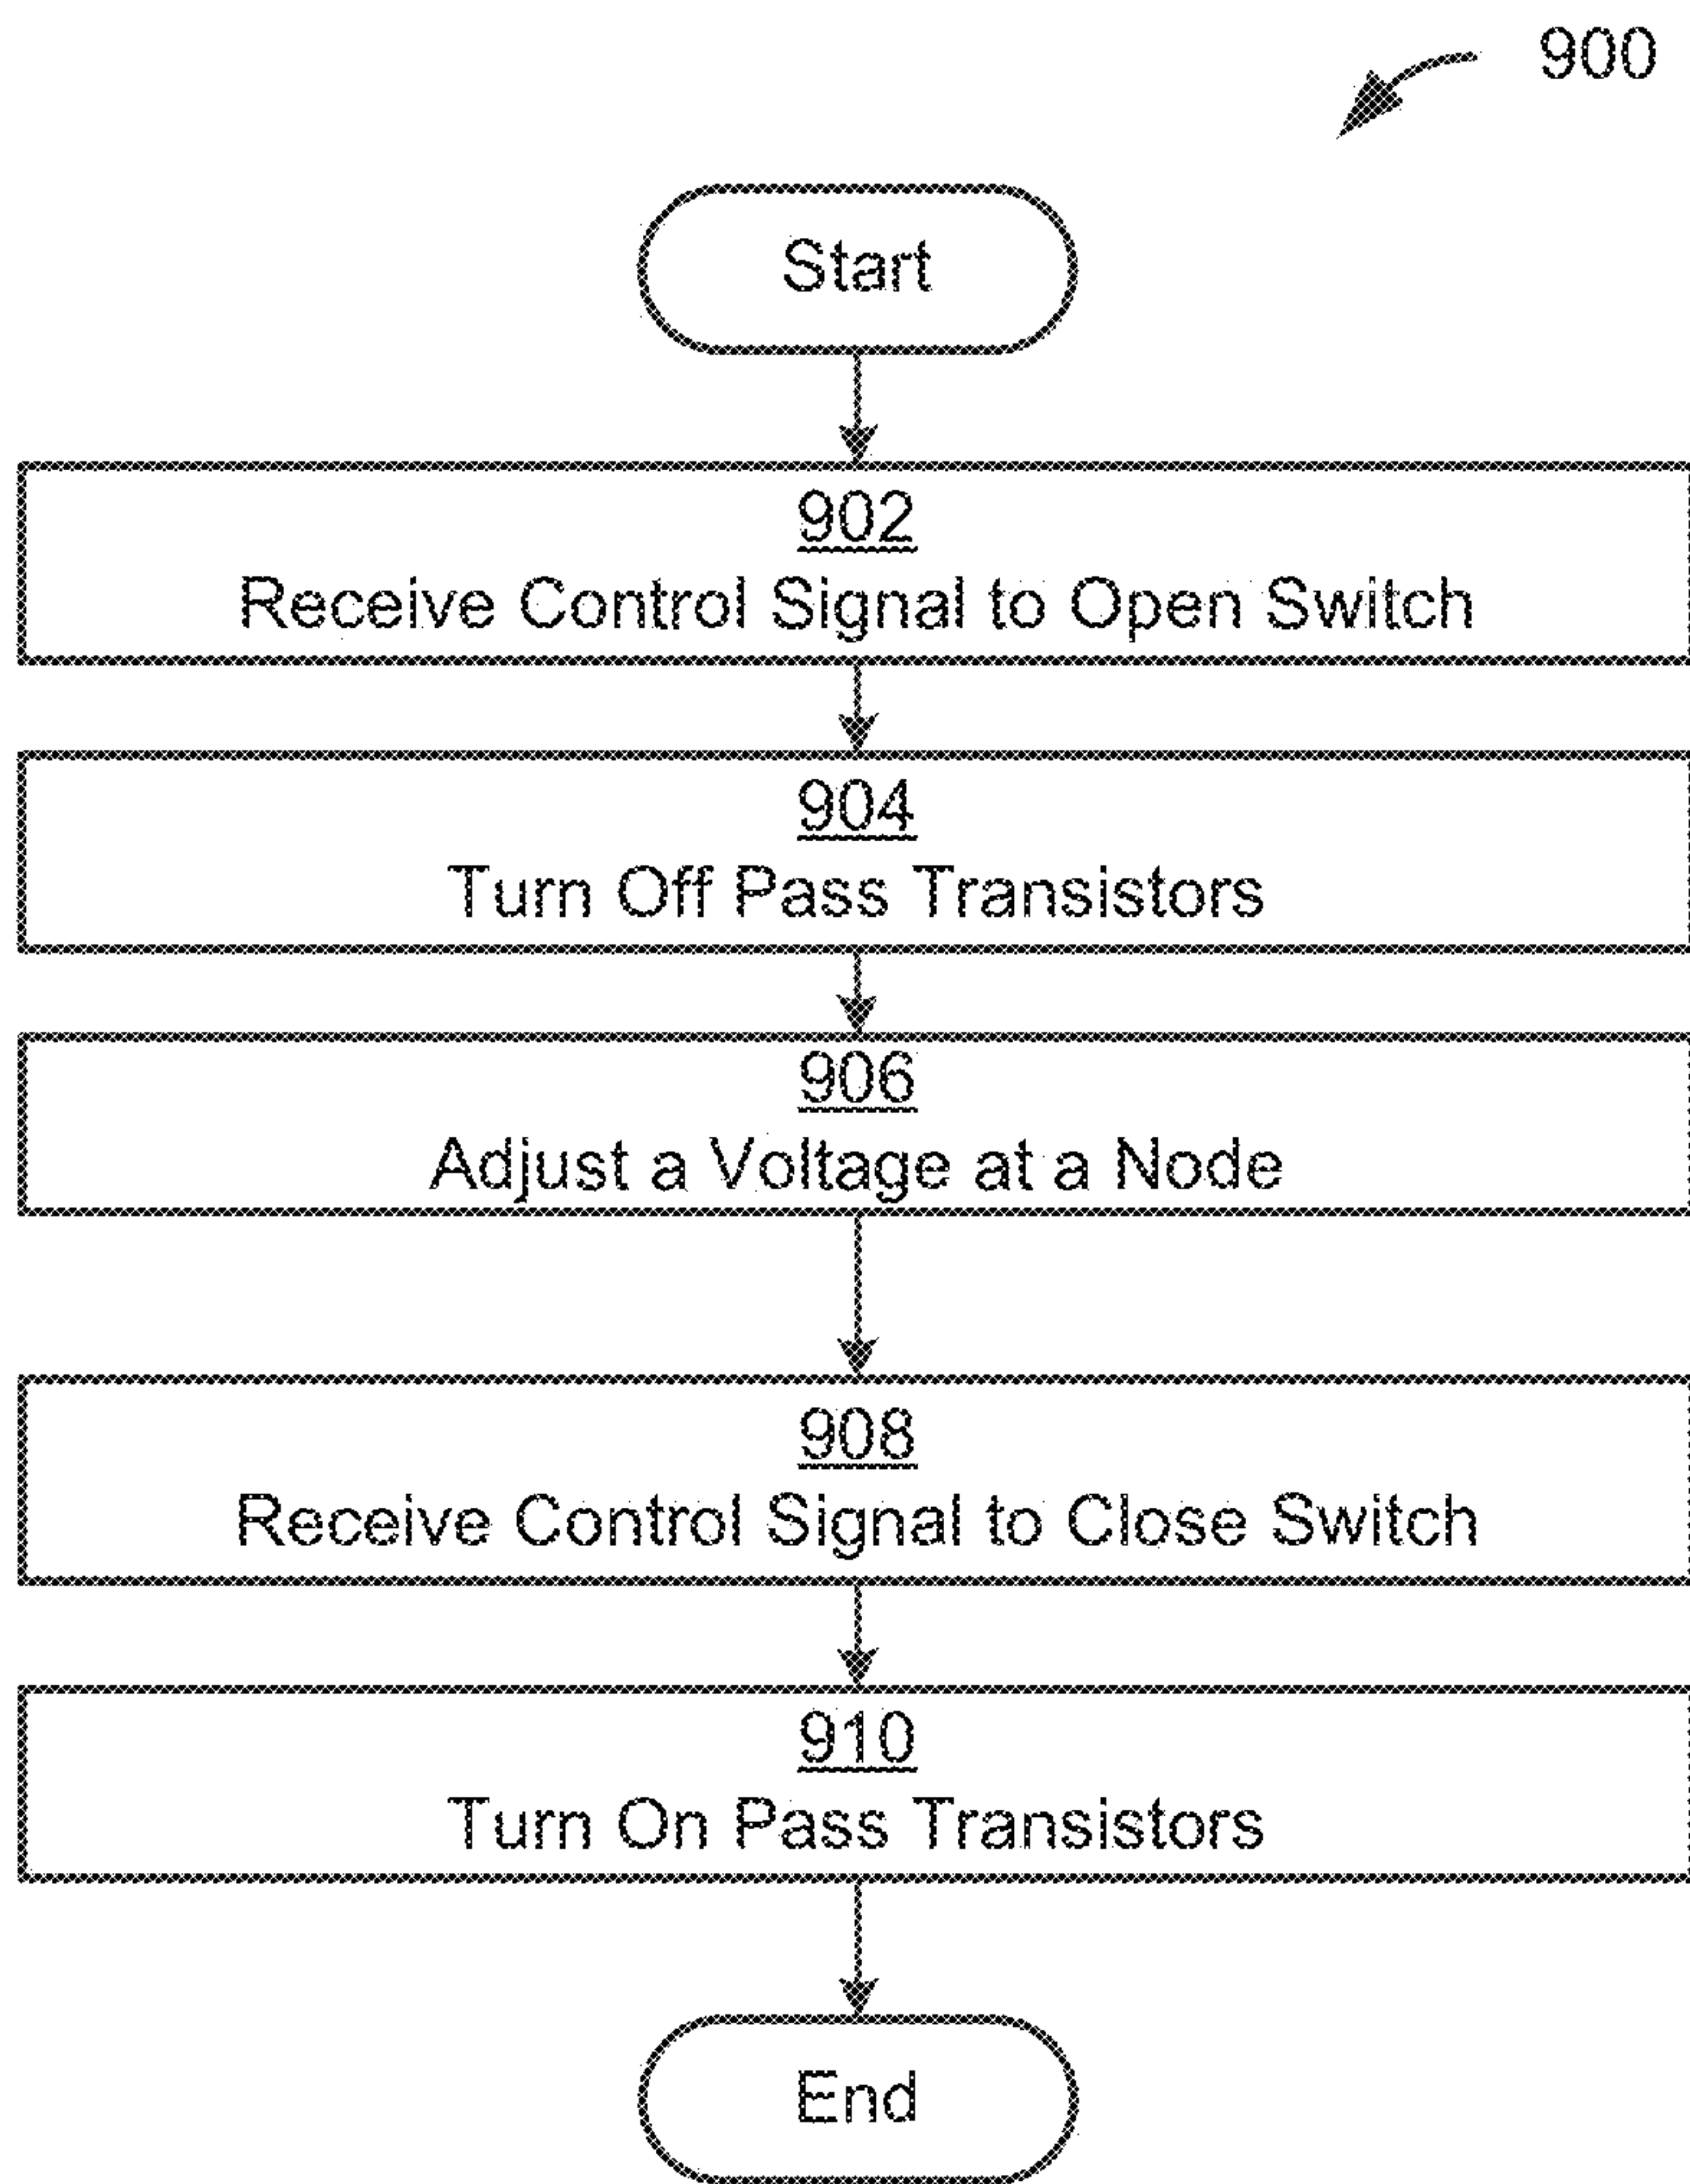 900
Start
902
Receive Control Signal to Open Switch
904
Turn Off Pass Transistors
906
Adjust a Voltage at a Node
908
Receive Control Signal to Close Switch
910
Turn On Pass Transistors
End